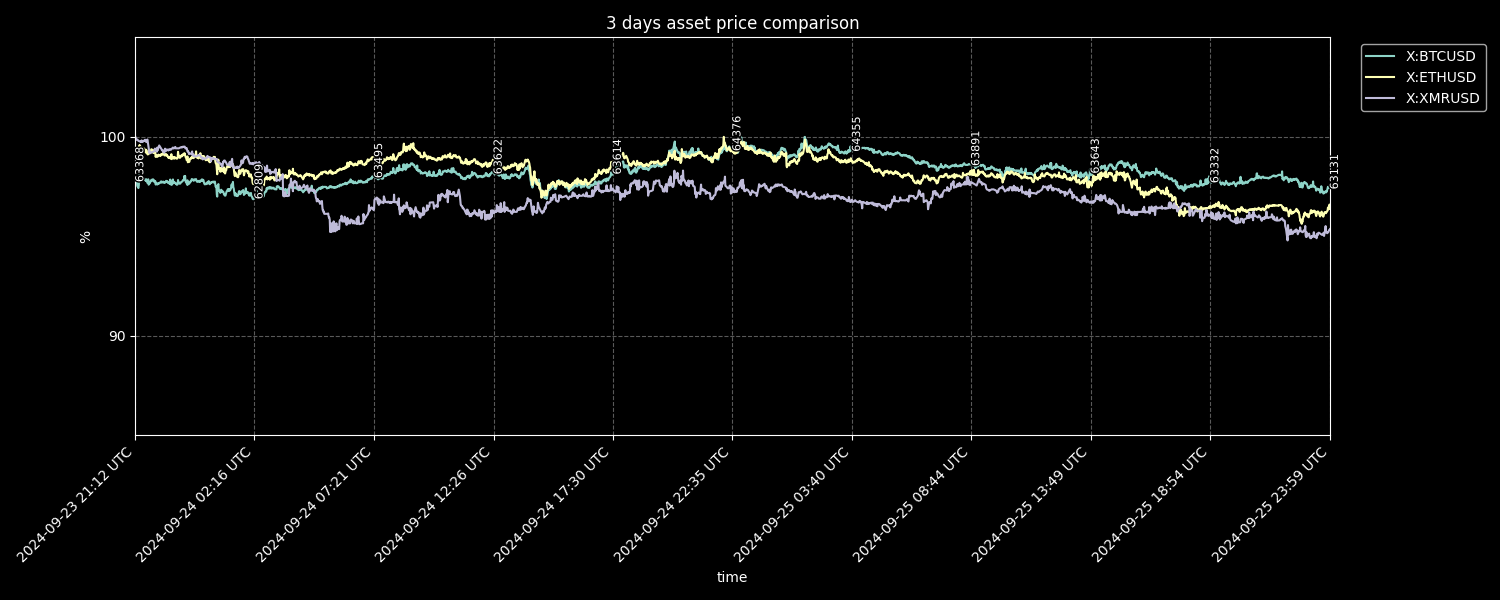 3 days asset price comparison
X:BTCUSD
X:ETHUSD
X:XMRUSD
%
100
90
63687
62809
63495
63622
63614
64376
64355
63891
63643
63332
63131
2024-09-23 21:12 UTC
2024-09-24 02:16 UTC
2024-09-24 07:21 UTC
2024-09-24 12:26 UTC
2024-09-24 17:30 UTC
2024-09-24 22:35 UTC
2024-09-25 03:40 UTC
2024-09-25 08:44 UTC
2024-09-25 13:49 UTC
2024-09-25 18:54 UTC
2024-09-25 23:59 UTC
time